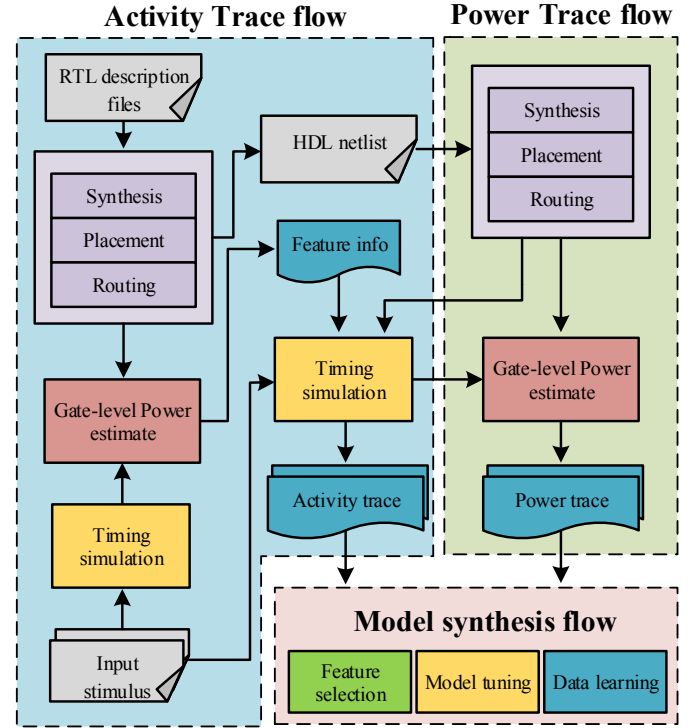 Activity Trace flow
Power Trace flow
RTL description
files
Synthesis
Placement
Routing
HDL netlist
Synthesis
Placement
Routing
Feature info
Gate-level Power
estimate
Timing
simulation
Gate-level Power
estimate
Timing
simulation
Activity trace
Power trace
Input
stimulus
Model synthesis flow
Feature
selection
Model tuning
Data learning